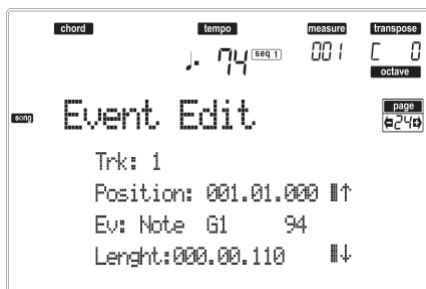 chord tempo measure transpose
♩. 74 seq 1 001 C 0
octave
song Event Edit page
24
Trk: 1
Position: 001.01.000 ↑
Ev: Note G1 94
Lenght:000.00.110 ↓